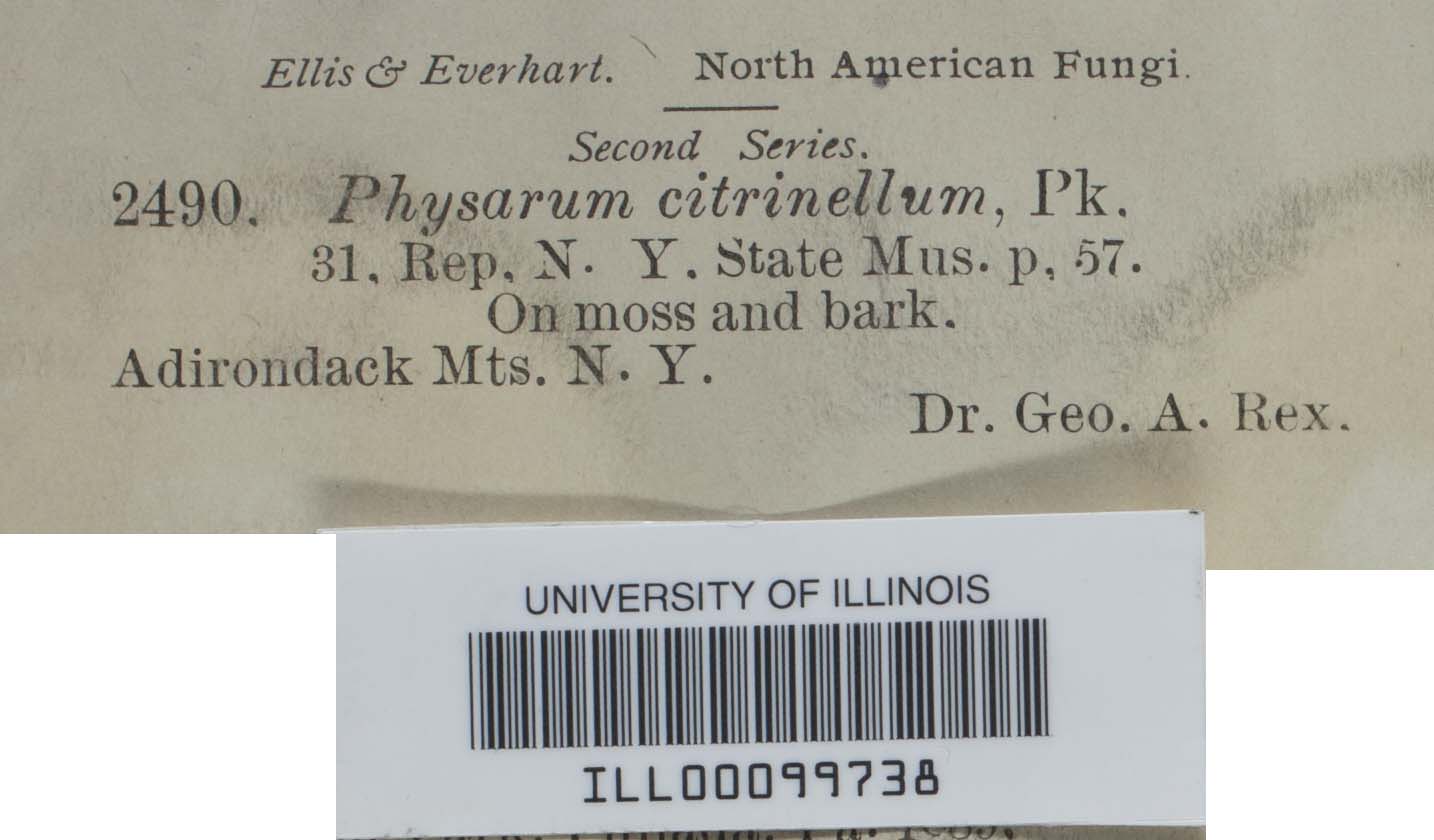 Ellis & Everhart. North American Fungi.
Second Series.
2490. Physarum citrinellum, Pk.
31, Rep, N. Y. State Mus. p, 57.
On moss and bark.
Adirondack Mts. N. Y.
Dr. Geo. A. Rex.
UNIVERSITY OF ILLINOIS
ILL00099738